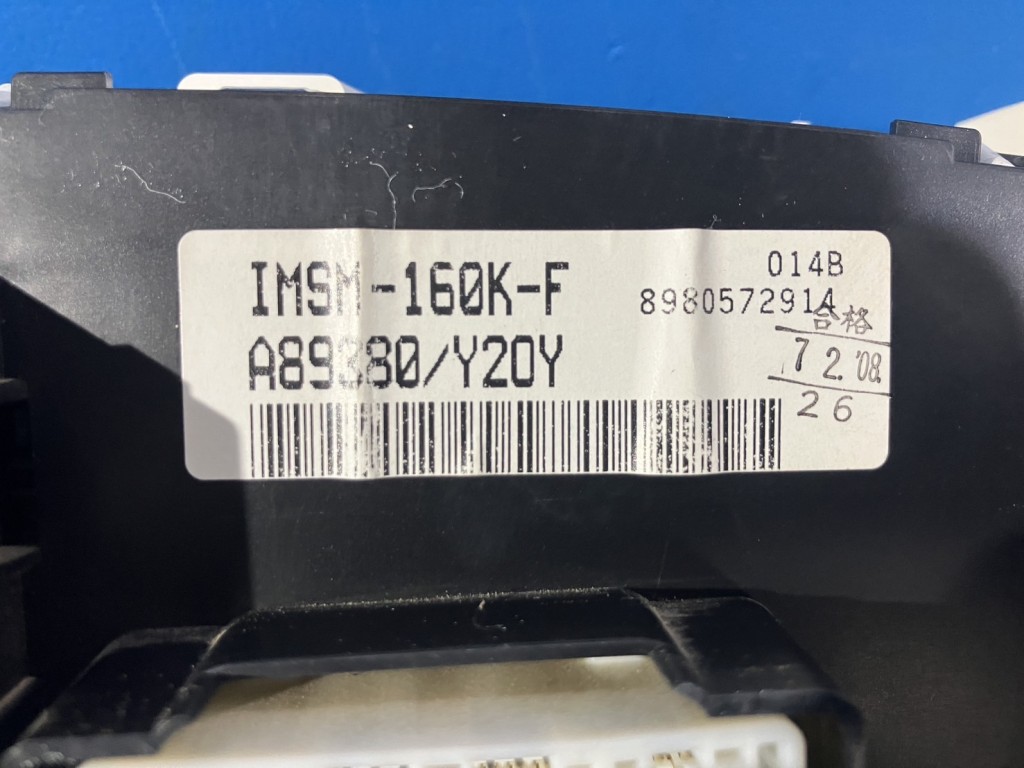 IMSM-160K-F
014B
8980572914
A89380/Y20Y
合格
7 2.'08.
26